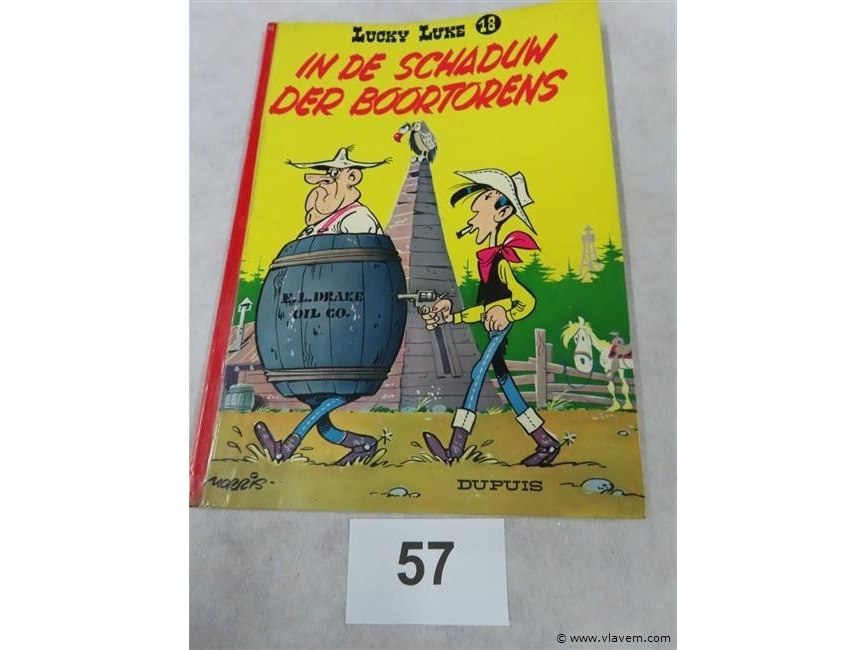 LUCKY LUKE 18
IN DE SCHADUW
DER BOORTORENS
E.L.DRAKE
OIL CO.
MORRIS-
DUPUIS
57
© www.vlavem.com